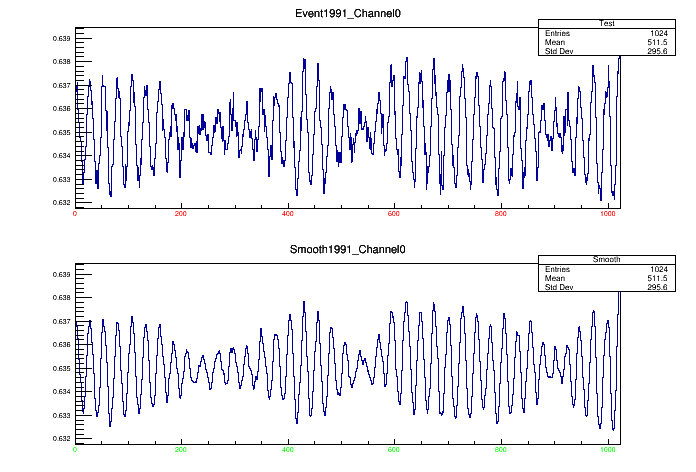 Event1991_Channel0
Test
Entries 1024
Mean 511.5
Std Dev 295.6
0.639
0.638
0.637
0.636
0.635
0.634
0.633
0.632
0 200 400 600 800 1000
Smooth1991_Channel0
Smooth
Entries 1024
Mean 511.5
Std Dev 295.6
0.639
0.638
0.637
0.636
0.635
0.634
0.633
0.632
0 200 400 600 800 1000